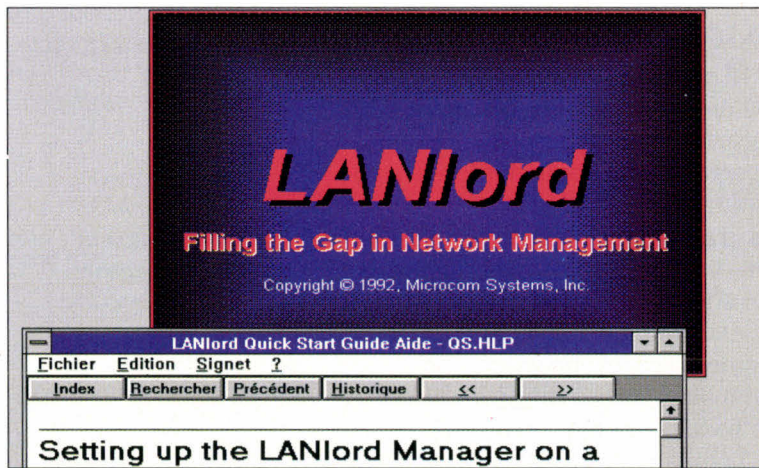 LANlord
Filling the Gap in Network Management
Copyright © 1992, Microcom Systems, Inc.
LANlord Quick Start Guide Aide - QS.HLP
Fichier Edition Signet ?
Index Rechercher Précédent Historique << >>
Setting up the LANlord Manager on a